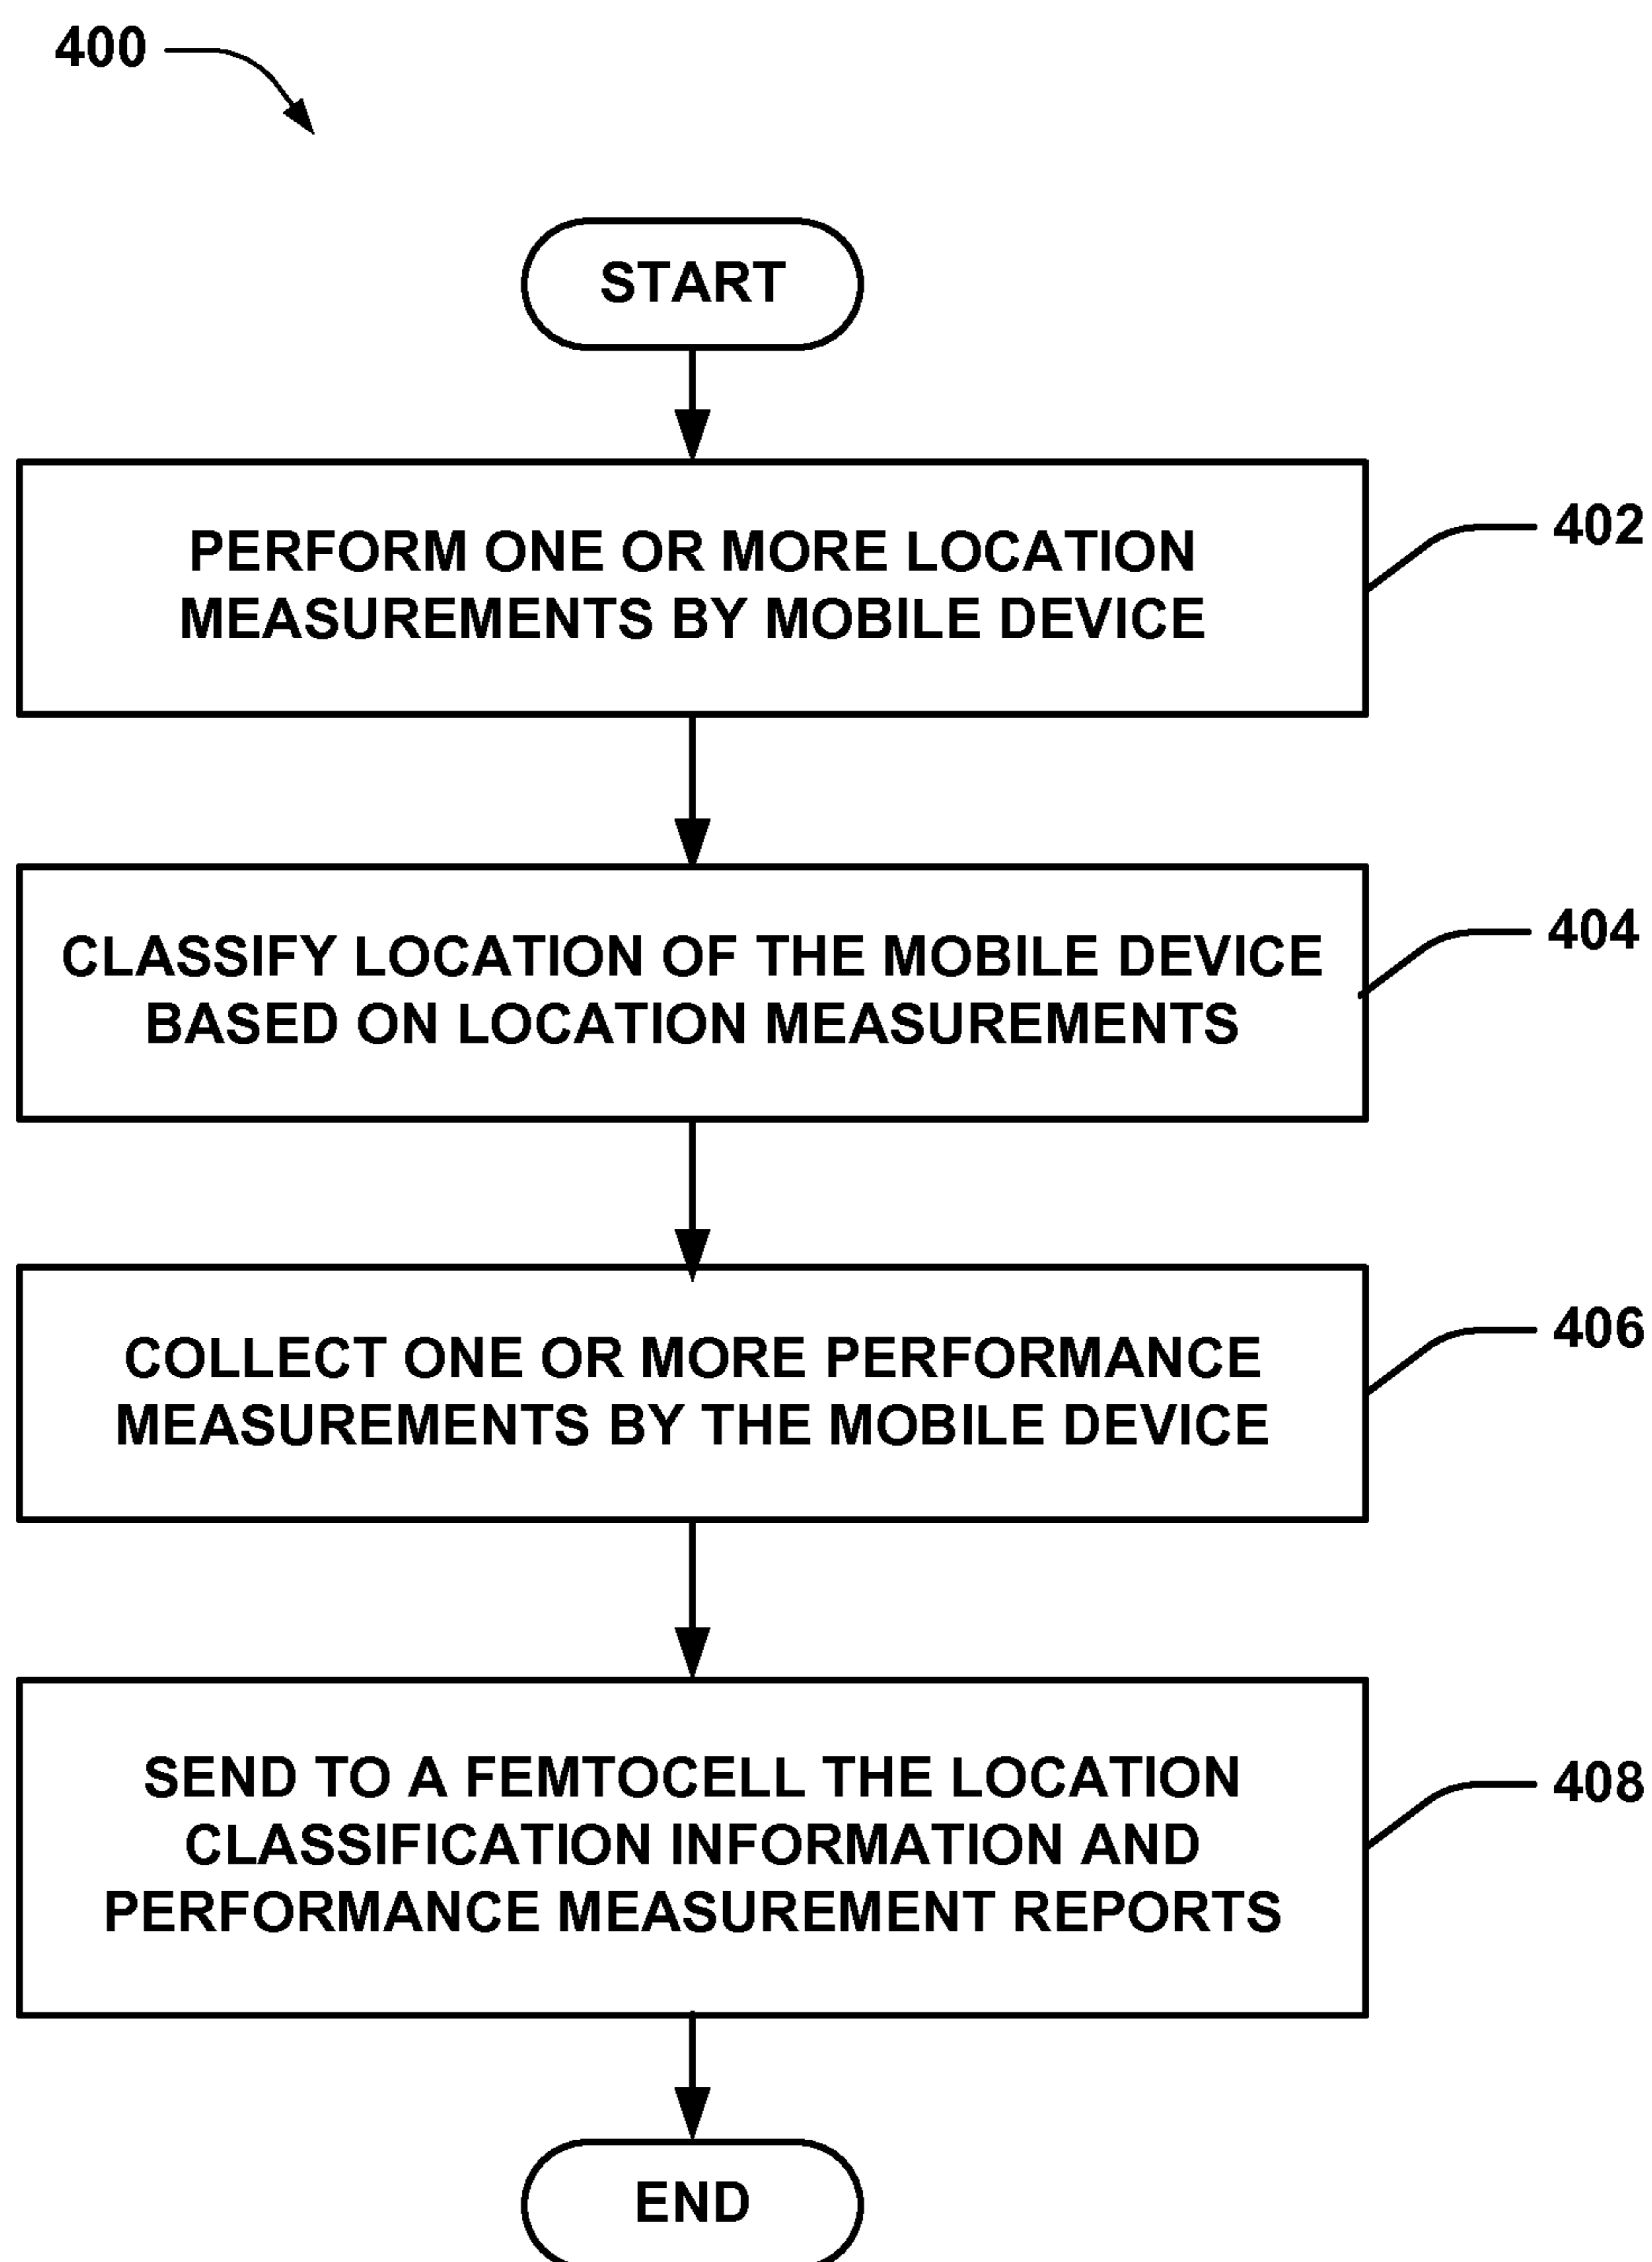 400
START
PERFORM ONE OR MORE LOCATION
MEASUREMENTS BY MOBILE DEVICE
402
CLASSIFY LOCATION OF THE MOBILE DEVICE
BASED ON LOCATION MEASUREMENTS
404
COLLECT ONE OR MORE PERFORMANCE
MEASUREMENTS BY THE MOBILE DEVICE
406
SEND TO A FEMTOCELL THE LOCATION
CLASSIFICATION INFORMATION AND
PERFORMANCE MEASUREMENT REPORTS
408
END